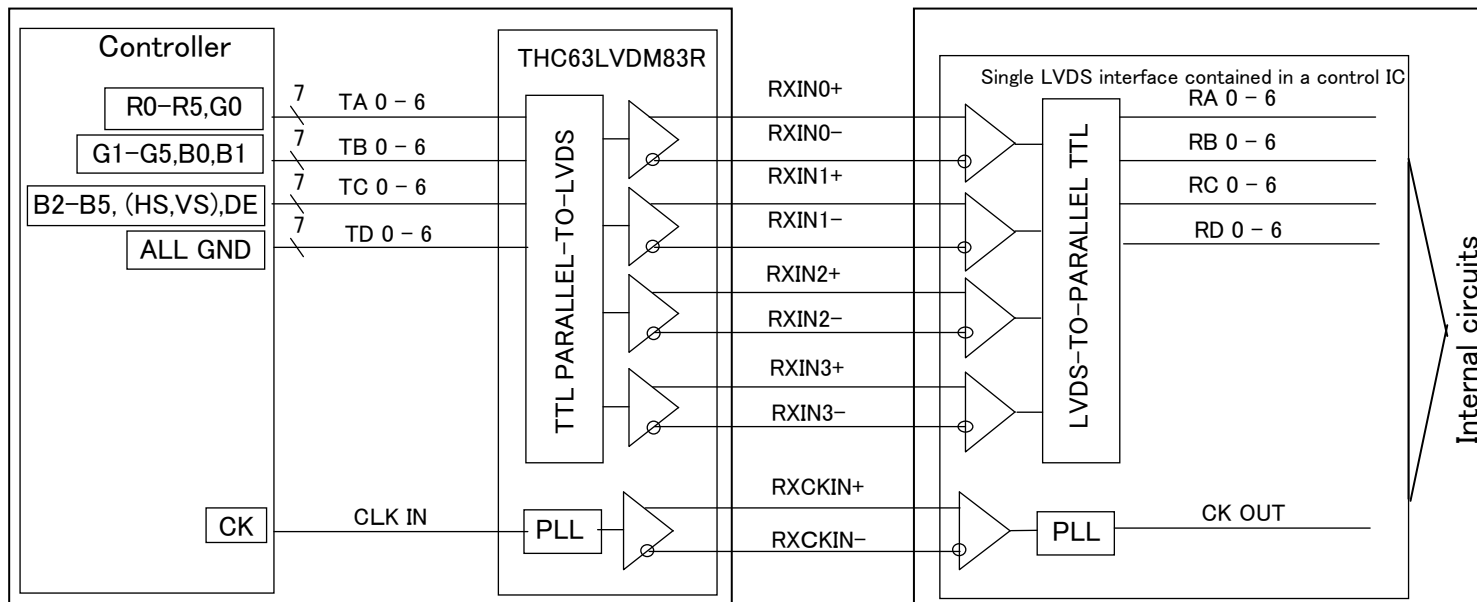 Controller
R0-R5,G0
G1-G5,B0,B1
B2-B5, (HS,VS),DE
ALL GND
CK
7
TA 0 - 6
7
TB 0 - 6
7
TC 0 - 6
7
TD 0 - 6
CLK IN
THC63LVDM83R
TTL PARALLEL-TO-LVDS
PLL
RXIN0+
RXIN0-
RXIN1+
RXIN1-
RXIN2+
RXIN2-
RXIN3+
RXIN3-
RXCKIN+
RXCKIN-
Single LVDS interface contained in a control IC
LVDS-TO-PARALLEL TTL
PLL
RA 0 - 6
RB 0 - 6
RC 0 - 6
RD 0 - 6
CK OUT
Internal circuits